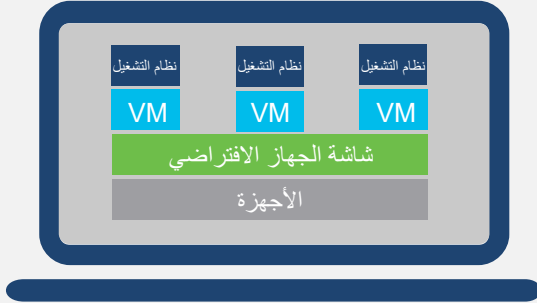 نظام التشغيل
نظام التشغيل
نظام التشغيل
VM
VM
VM
شاشة الجهاز الافتراضي
الأجهزة